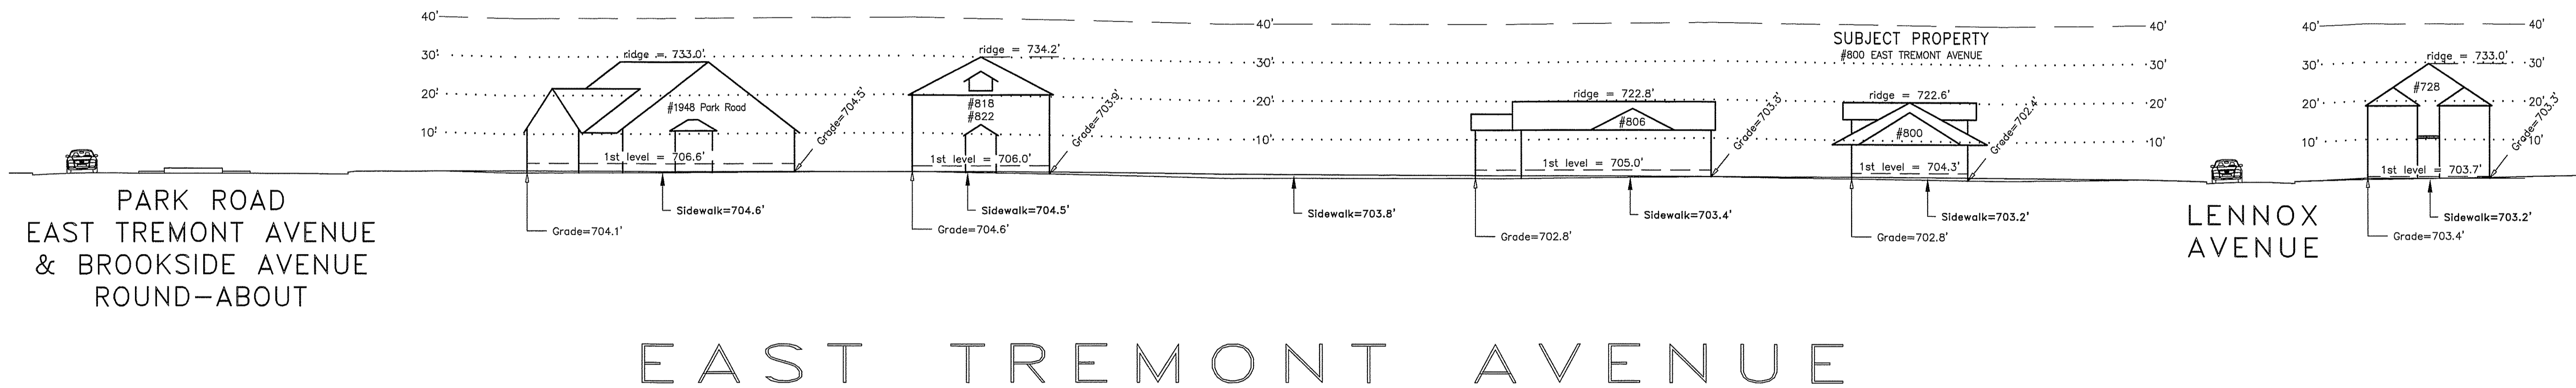 40'
30'
20'
10'
ridge = 733.0'
#1948 Park Road
1st level = 706.6'
Grade=704.5'
Sidewalk=704.6'
Grade=704.1'
ridge = 734.2'
#818
#822
1st level = 706.0'
Grade=703.9'
Sidewalk=704.5'
Grade=704.6'
40'
30'
20'
10'
Sidewalk=703.8'
ridge = 722.8'
#806
1st level = 705.0'
Sidewalk=703.4'
Grade=702.8'
SUBJECT PROPERTY
#800 EAST TREMONT AVENUE
ridge = 722.6'
#800
1st level = 704.3'
Grade=702.4'
Sidewalk=703.2'
Grade=702.8'
40'
30'
20'
10'
40'
30'
20'
10'
ridge = 733.0'
#728
1st level = 703.7'
Sidewalk=703.2'
Grade=703.4'
40'
30'
20'
10'
PARK ROAD
EAST TREMONT AVENUE
& BROOKSIDE AVENUE
ROUND-ABOUT
LENNOX
AVENUE
EAST TREMONT AVENUE